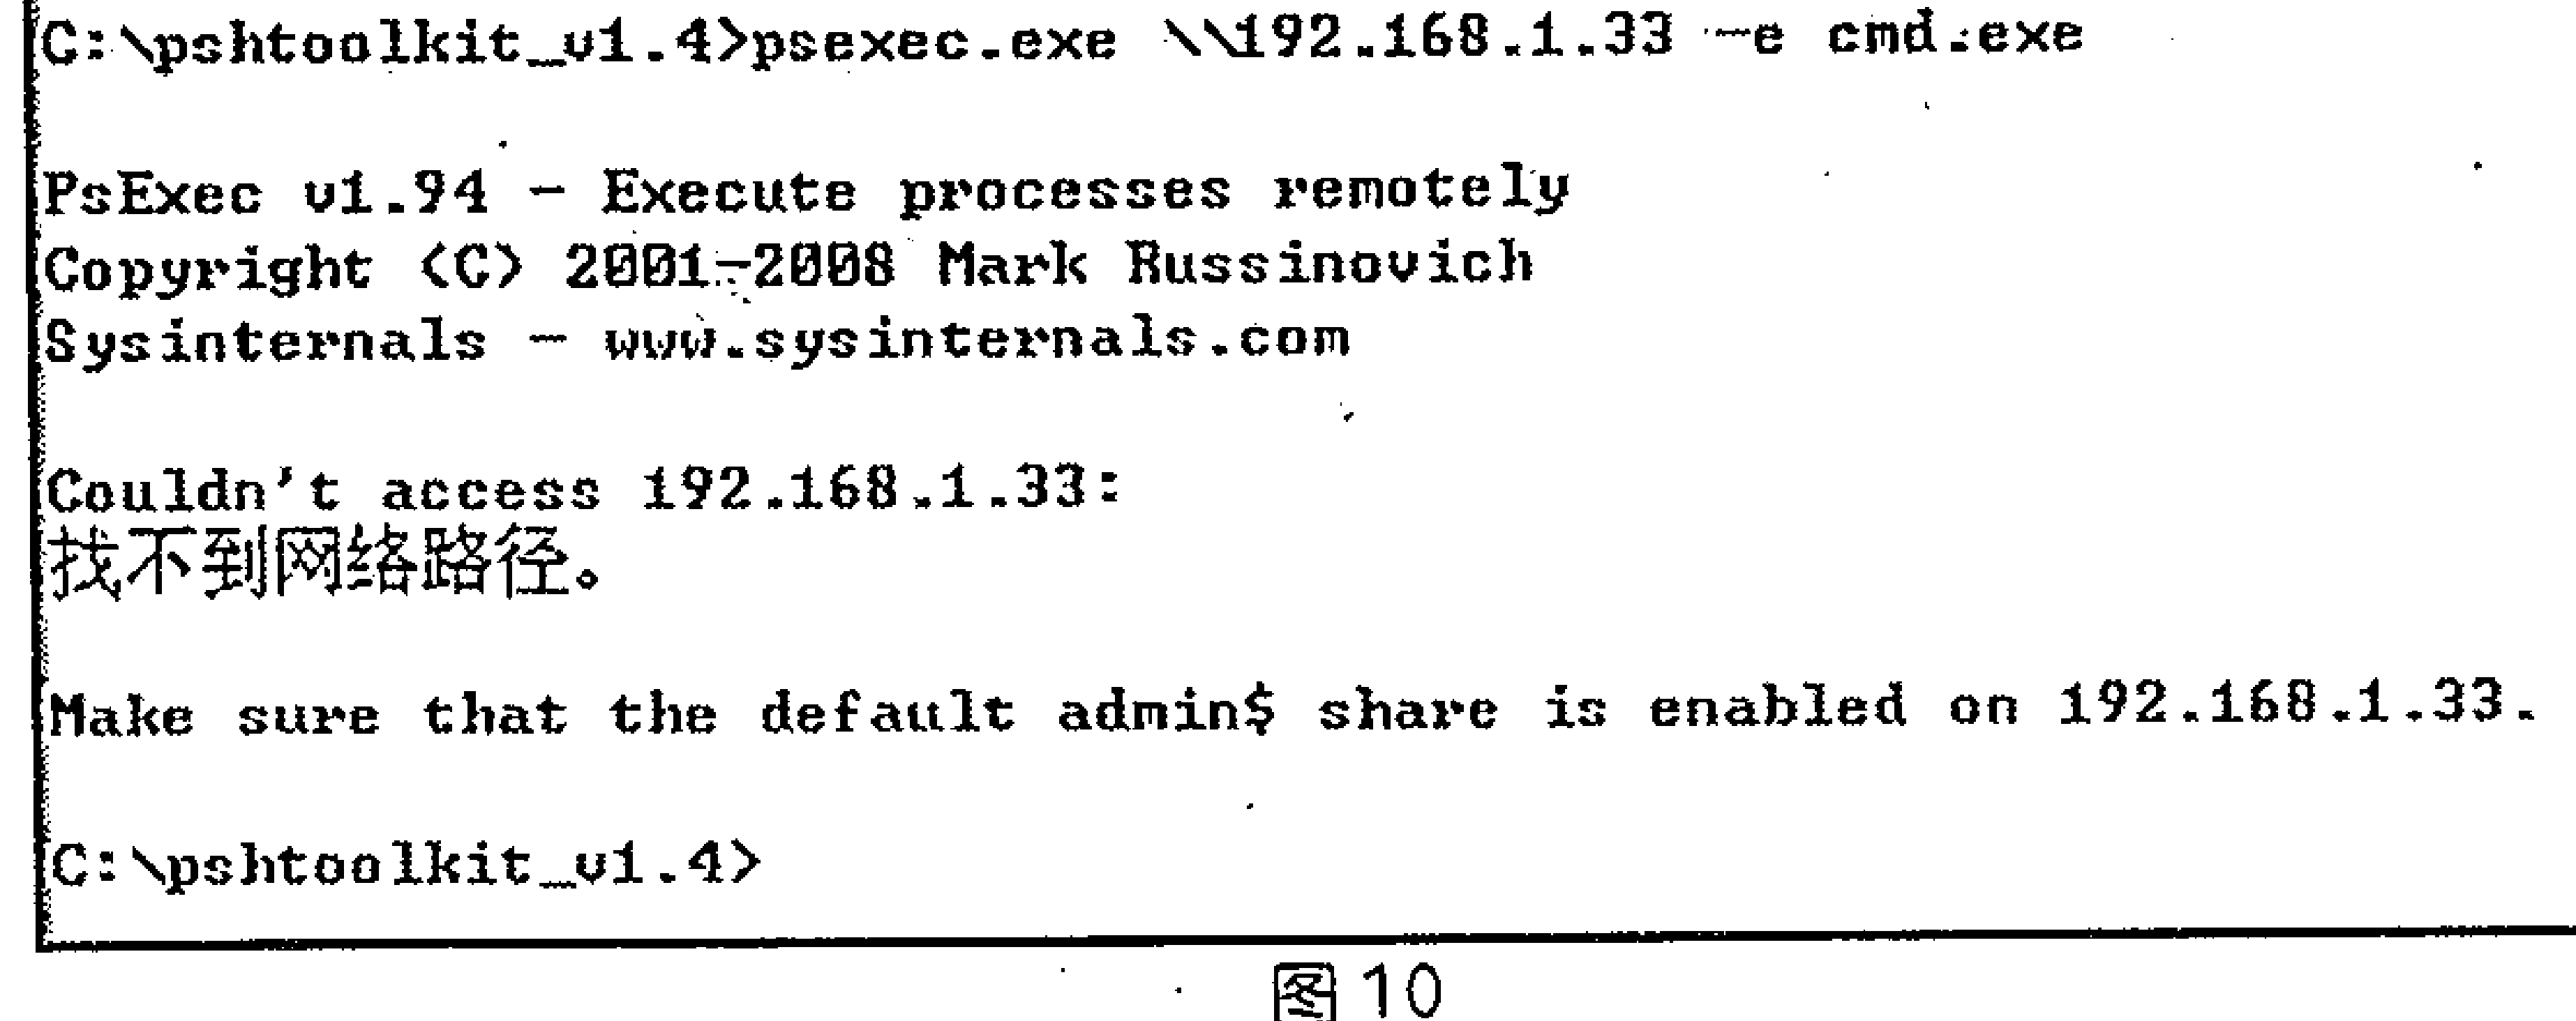 C:\pshtoolkit_v1.4>psexec.exe \\192.168.1.33 -e cmd.exe
PsExec v1.94 - Execute processes remotely
Copyright (C) 2001-2008 Mark Russinovich
Sysinternals - www.sysinternals.com
Couldn't access 192.168.1.33:
找不到网络路径。
Make sure that the default admin$ share is enabled on 192.168.1.33.
C:\pshtoolkit_v1.4>
图 10